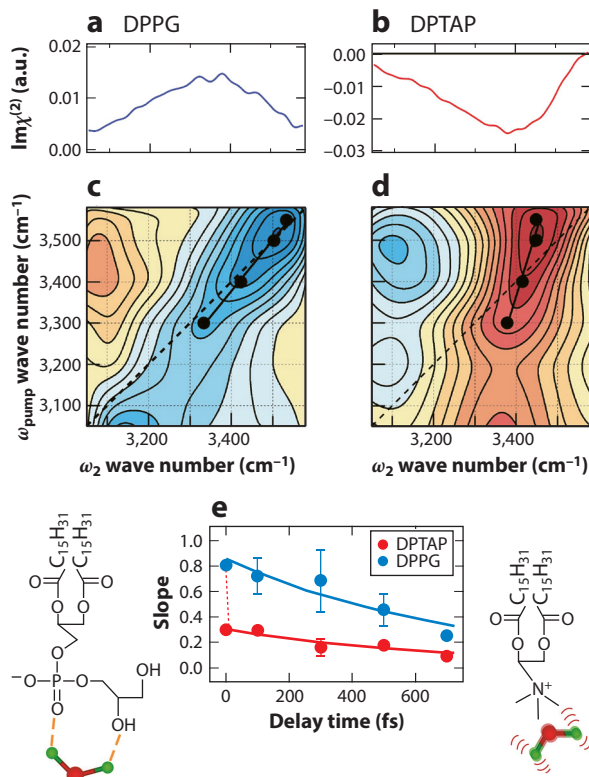 a DPPG
b DPTAP
Imχ(2) (a.u.)
0.02
0.01
0.00
0.00
−0.01
−0.02
−0.03
c
d
ωpump wave number (cm−1)
3,500
3,400
3,300
3,200
3,100
3,200 3,400
3,200 3,400
ω2 wave number (cm−1)
ω2 wave number (cm−1)
e
Slope
1.0
0.8
0.6
0.4
0.2
0.0
DPTAP
DPPG
0 200 400 600
Delay time (fs)
C15H31
C15H31
O O
O O
O
−O P O
O
OH
OH
C15H31
C15H31
O O
O O
N+